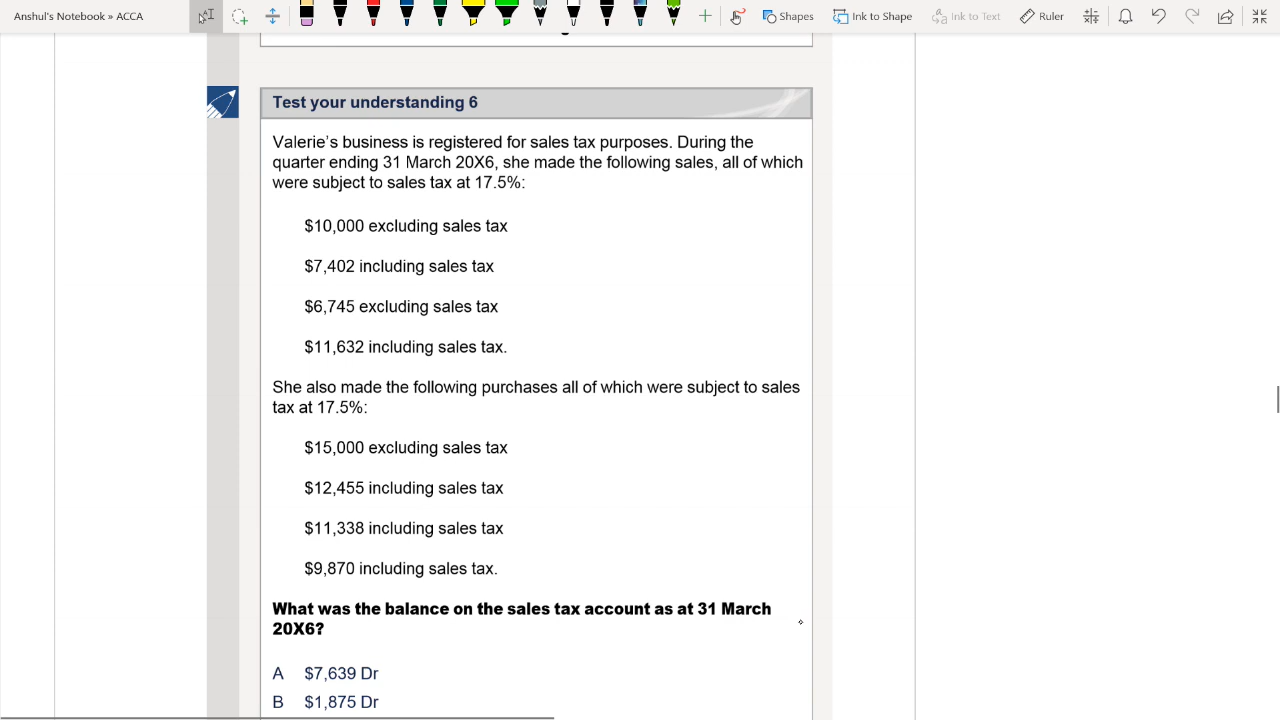 Anshul's Notebook » ACCA
Shapes
Ink to Shape
Ink to Text
Ruler
Test your understanding 6
Valerie's business is registered for sales tax purposes. During the
quarter ending 31 March 20X6, she made the following sales, all of which
were subject to sales tax at 17.5%:
$10,000 excluding sales tax
$7,402 including sales tax
$6,745 excluding sales tax
$11,632 including sales tax.
She also made the following purchases all of which were subject to sales
tax at 17.5%:
$15,000 excluding sales tax
$12,455 including sales tax
$11,338 including sales tax
$9,870 including sales tax.
What was the balance on the sales tax account as at 31 March
20X6?
A $7,639 Dr
B $1,875 Dr